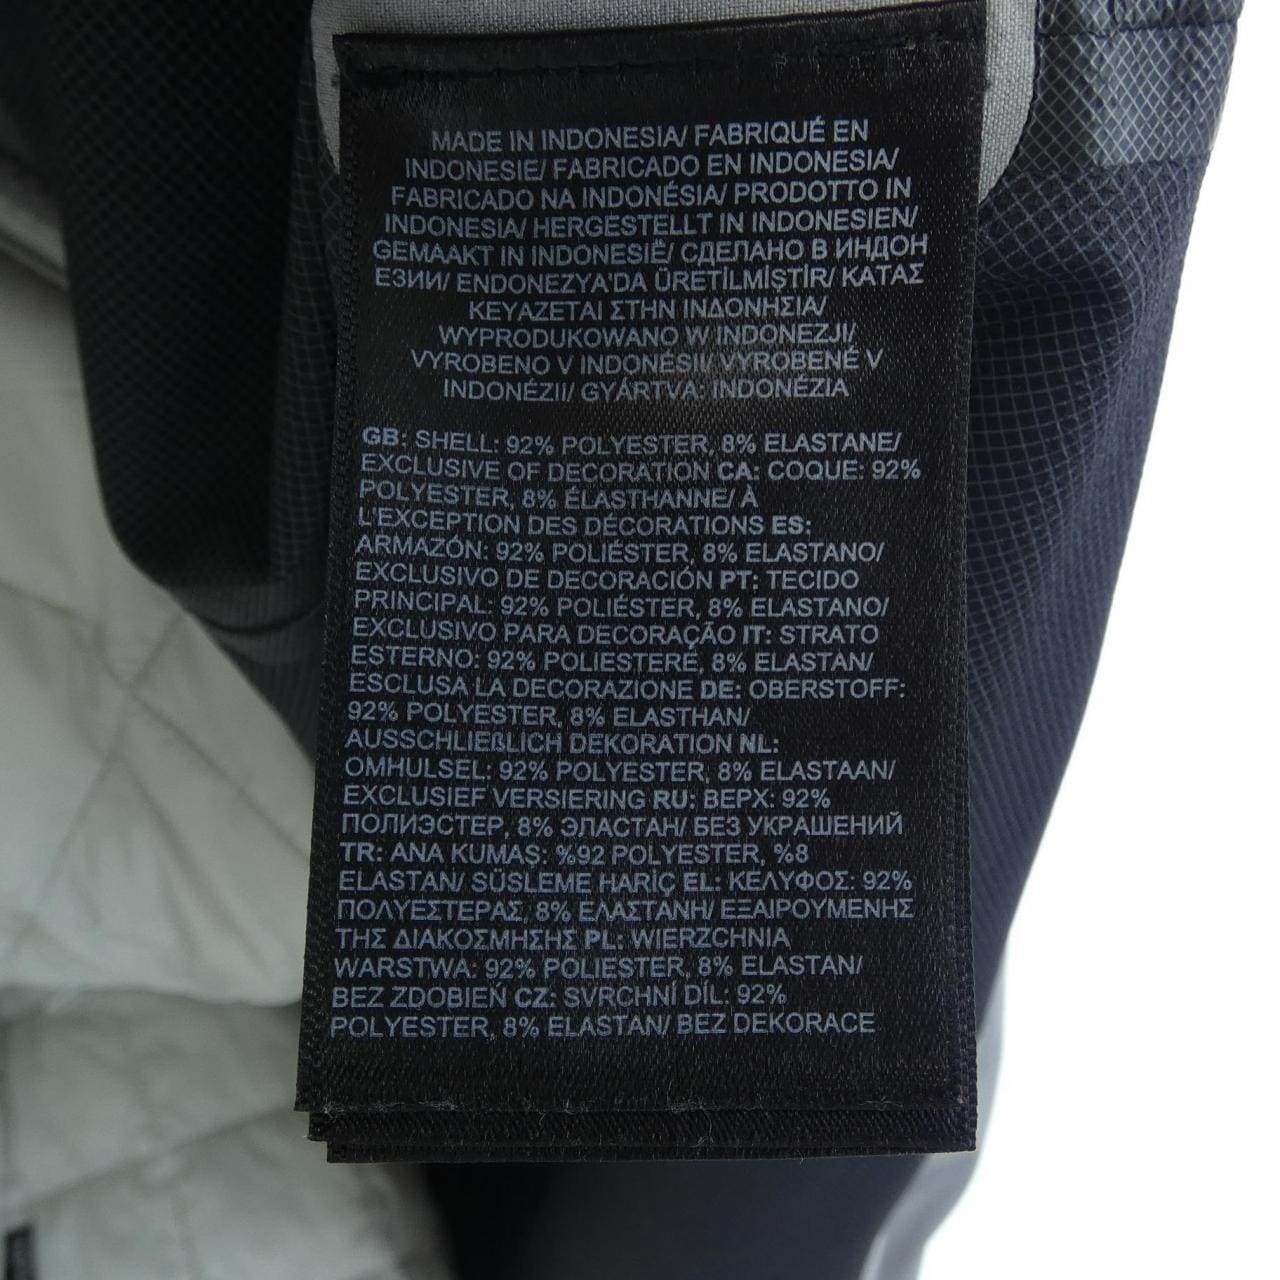 MADE IN INDONESIA/ FABRIQUÉ EN
INDONESIE/ FABRICADO EN INDONESIA/
FABRICADO NA INDONÉSIA/ PRODOTTO IN
INDONESIA/ HERGESTELLT IN INDONESIEN/
GEMAAKT IN INDONESIË/ СДЕЛАНО В ИНДОН
ЕЗИИ/ ENDONEZYA'DA ÜRETİLMİŞTİR/ ΚΑΤΑΣ
ΚΕΥΑΖΕΤΑΙ ΣΤΗΝ ΙΝΔΟΝΗΣΙΑ/
WYPRODUKOWANO W INDONEZJI/
VYROBENO V INDONÉSII/ VYROBENÉ V
INDONÉZII/ GYÁRTVA: INDONÉZIA
GB: SHELL: 92% POLYESTER, 8% ELASTANE/
EXCLUSIVE OF DECORATION CA: COQUE: 92%
POLYESTER, 8% ÉLASTHANNE/ À
L'EXCEPTION DES DÉCORATIONS ES:
ARMAZÓN: 92% POLIÉSTER, 8% ELASTANO/
EXCLUSIVO DE DECORACIÓN PT: TECIDO
PRINCIPAL: 92% POLIÉSTER, 8% ELASTANO/
EXCLUSIVO PARA DECORAÇÃO IT: STRATO
ESTERNO: 92% POLIESTERE, 8% ELASTAN/
ESCLUSA LA DECORAZIONE DE: OBERSTOFF:
92% POLYESTER, 8% ELASTHAN/
AUSSCHLIEßLICH DEKORATION NL:
OMHULSEL: 92% POLYESTER, 8% ELASTAAN/
EXCLUSIEF VERSIERING RU: ВЕРХ: 92%
ПОЛИЭСТЕР, 8% ЭЛАСТАН/ БЕЗ УКРАШЕНИЙ
TR: ANA KUMAŞ: %92 POLYESTER, %8
ELASTAN/ SÜSLEME HARİÇ EL: ΚΕΛΥΦΟΣ: 92%
ΠΟΛΥΕΣΤΕΡΑΣ, 8% ΕΛΑΣΤΑΝΗ/ ΕΞΑΙΡΟΥΜΕΝΗΣ
ΤΗΣ ΔΙΑΚΟΣΜΗΣΗΣ PL: WIERZCHNIA
WARSTWA: 92% POLIESTER, 8% ELASTAN/
BEZ ZDOBIEŃ CZ: SVRCHNÍ DÍL: 92%
POLYESTER, 8% ELASTAN/ BEZ DEKORACE